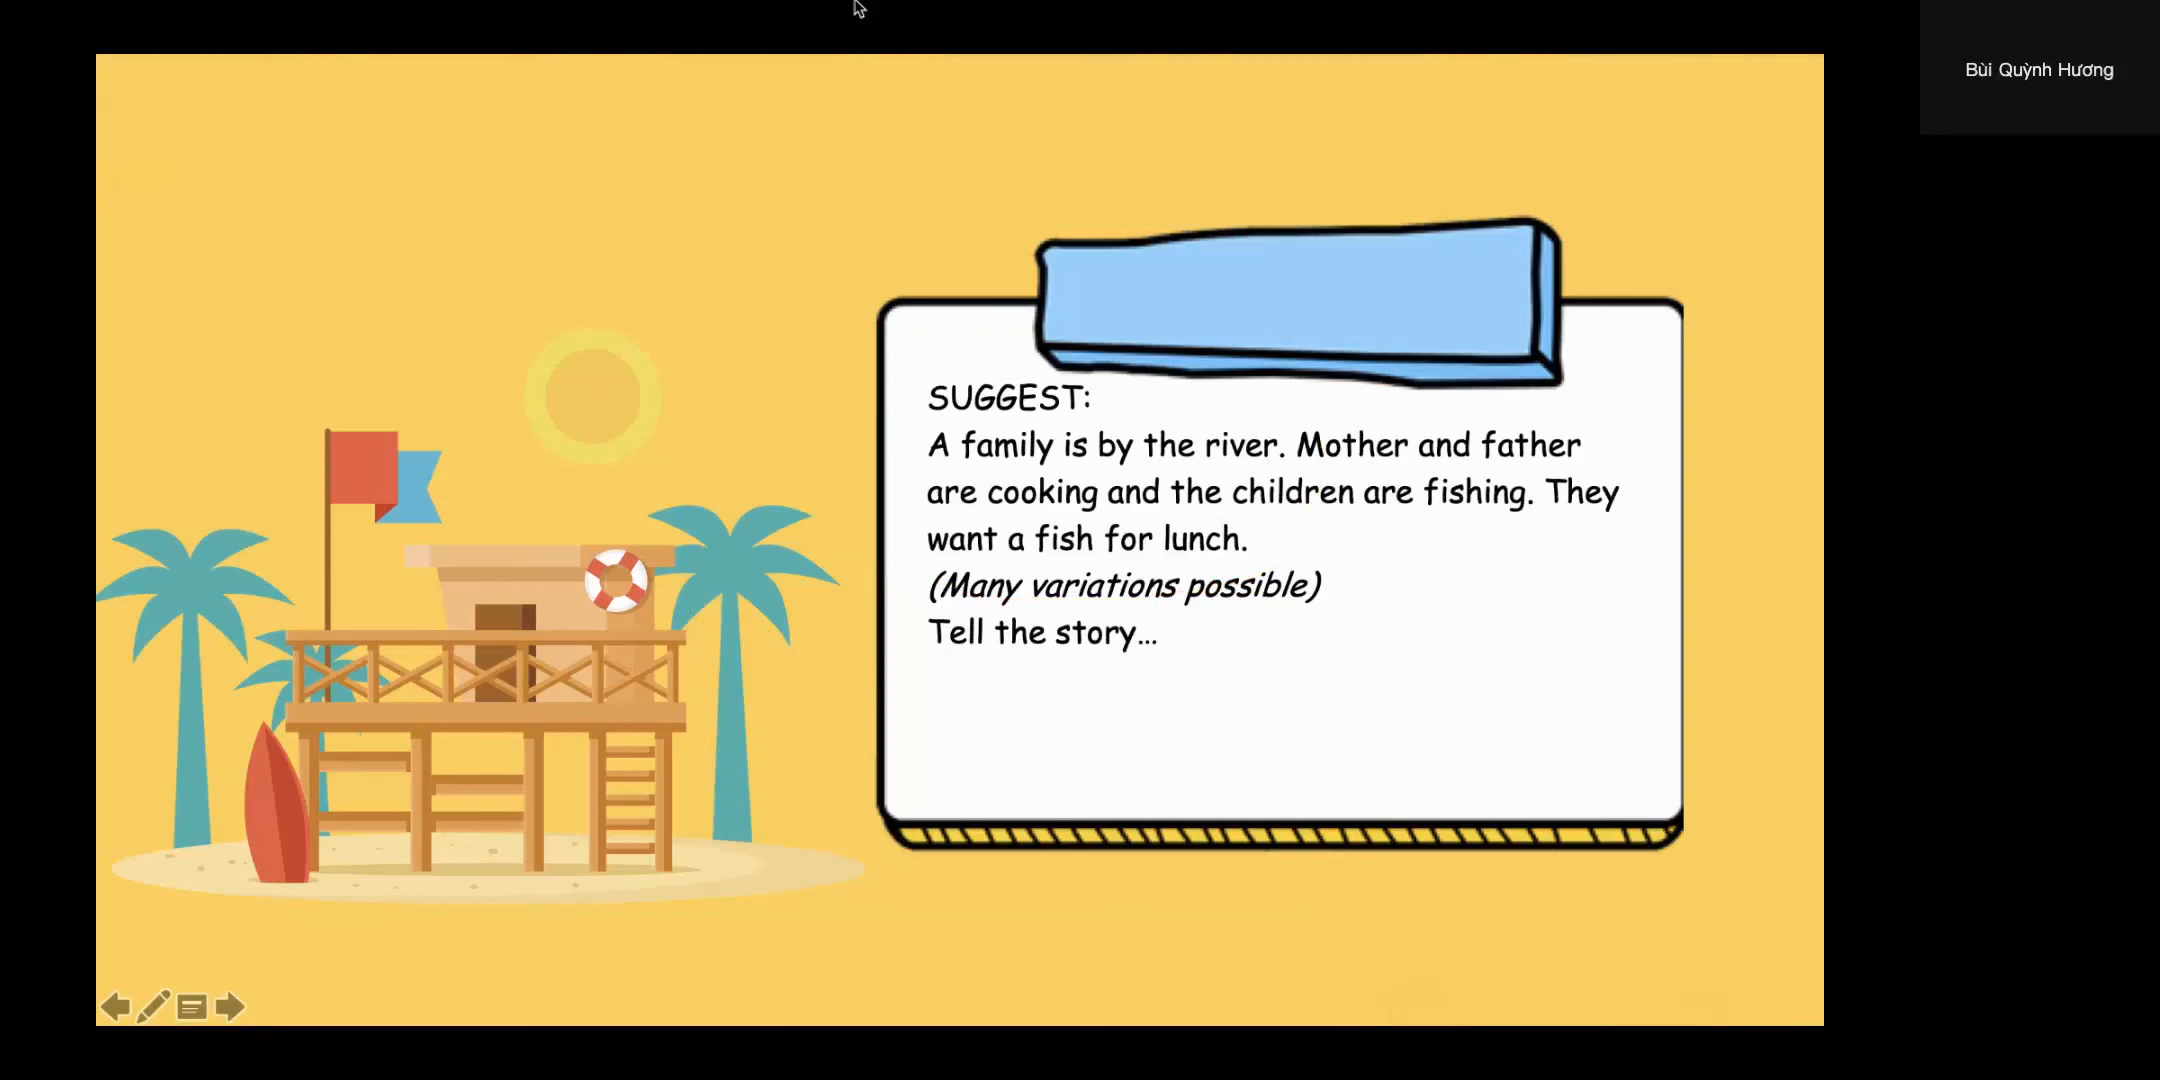 Bùi Quỳnh Hương
SUGGEST:
A family is by the river. Mother and father
are cooking and the children are fishing. They
want a fish for lunch.
(Many variations possible)
Tell the story...